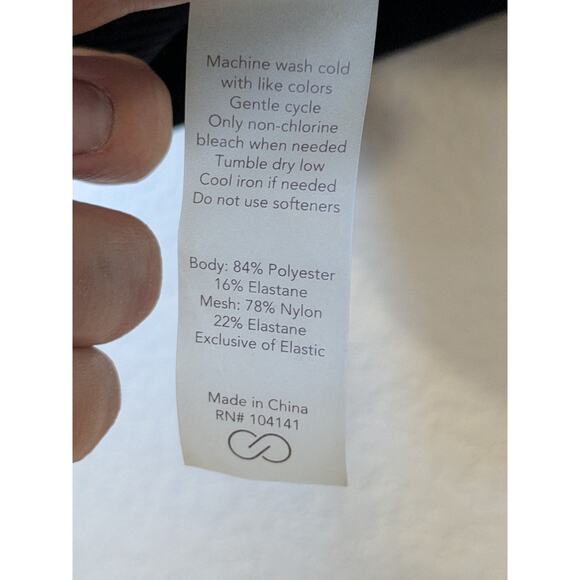 Machine wash cold
with like colors
Gentle cycle
Only non-chlorine
bleach when needed
Tumble dry low
Cool iron if needed
Do not use softeners
Body: 84% Polyester
16% Elastane
Mesh: 78% Nylon
22% Elastane
Exclusive of Elastic
Made in China
RN# 104141